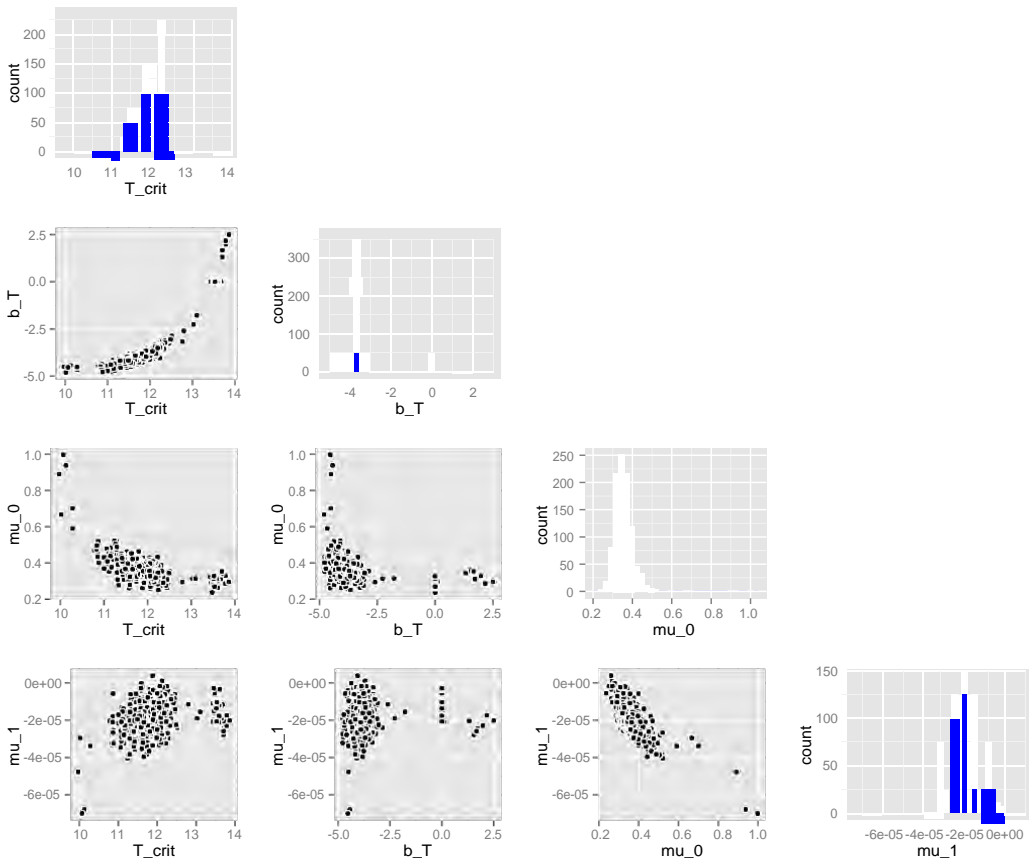 200
150
100
50
0
count
10 11 12 13 14
T_crit
2.5
0.0
-2.5
-5.0
b_T
10 11 12 13 14
T_crit
300
200
100
0
count
-4 -2 0 2
b_T
1.0
0.8
0.6
0.4
0.2
mu_0
10 11 12 13 14
T_crit
1.0
0.8
0.6
0.4
0.2
mu_0
-5.0 -2.5 0.0 2.5
b_T
250
200
150
100
50
0
count
0.2 0.4 0.6 0.8 1.0
mu_0
0e+00
-2e-05
-4e-05
-6e-05
mu_1
10 11 12 13 14
T_crit
0e+00
-2e-05
-4e-05
-6e-05
mu_1
-5.0 -2.5 0.0 2.5
b_T
0e+00
-2e-05
-4e-05
-6e-05
mu_1
0.2 0.4 0.6 0.8 1.0
mu_0
150
100
50
0
count
-6e-05 -4e-05 -2e-05 0e+00
mu_1